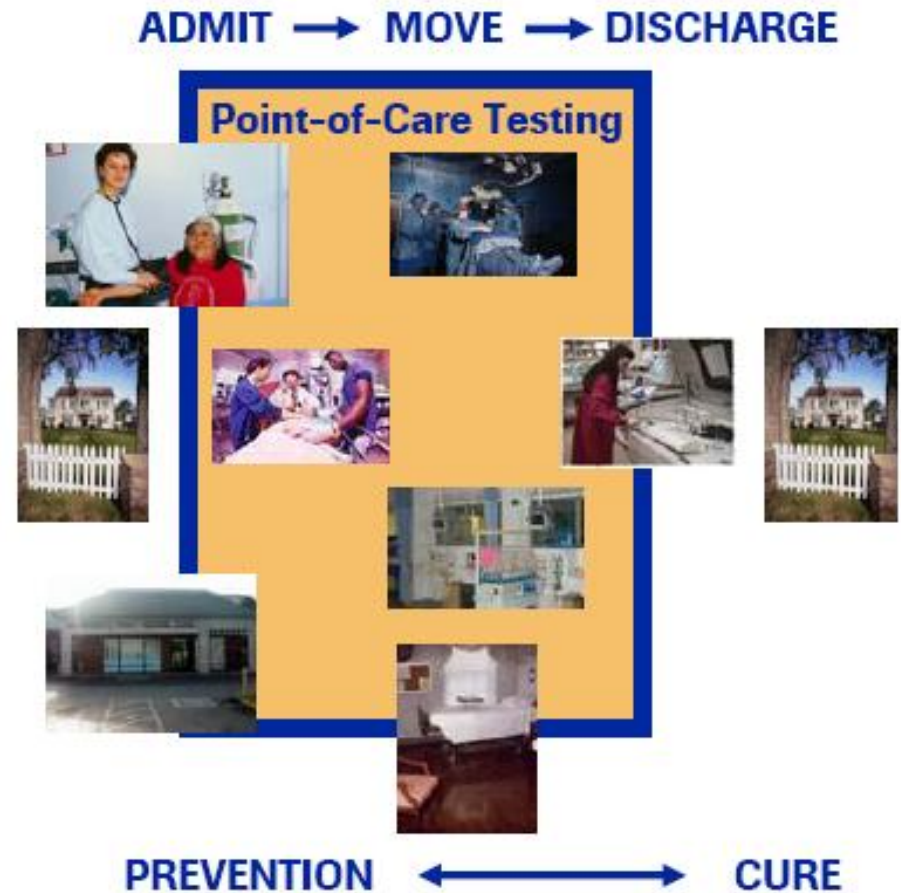 ADMIT → MOVE → DISCHARGE
Point-of-Care Testing
PREVENTION ↔ CURE